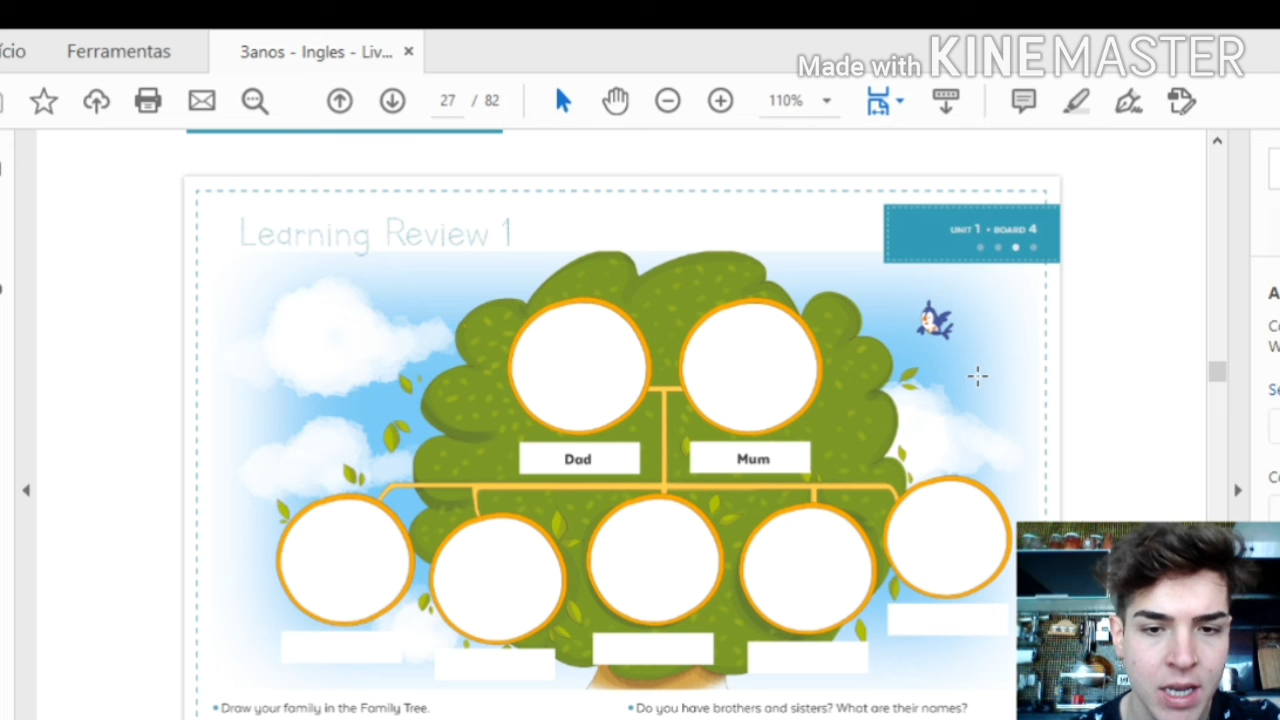 ício
Ferramentas
3anos - Ingles - Liv...
Made with KINEMASTER
27 / 82
110%
Learning Review 1
UNIT 1 • BOARD 4
Dad
Mum
• Draw your family in the Family Tree.
• Do you have brothers and sisters? What are their names?